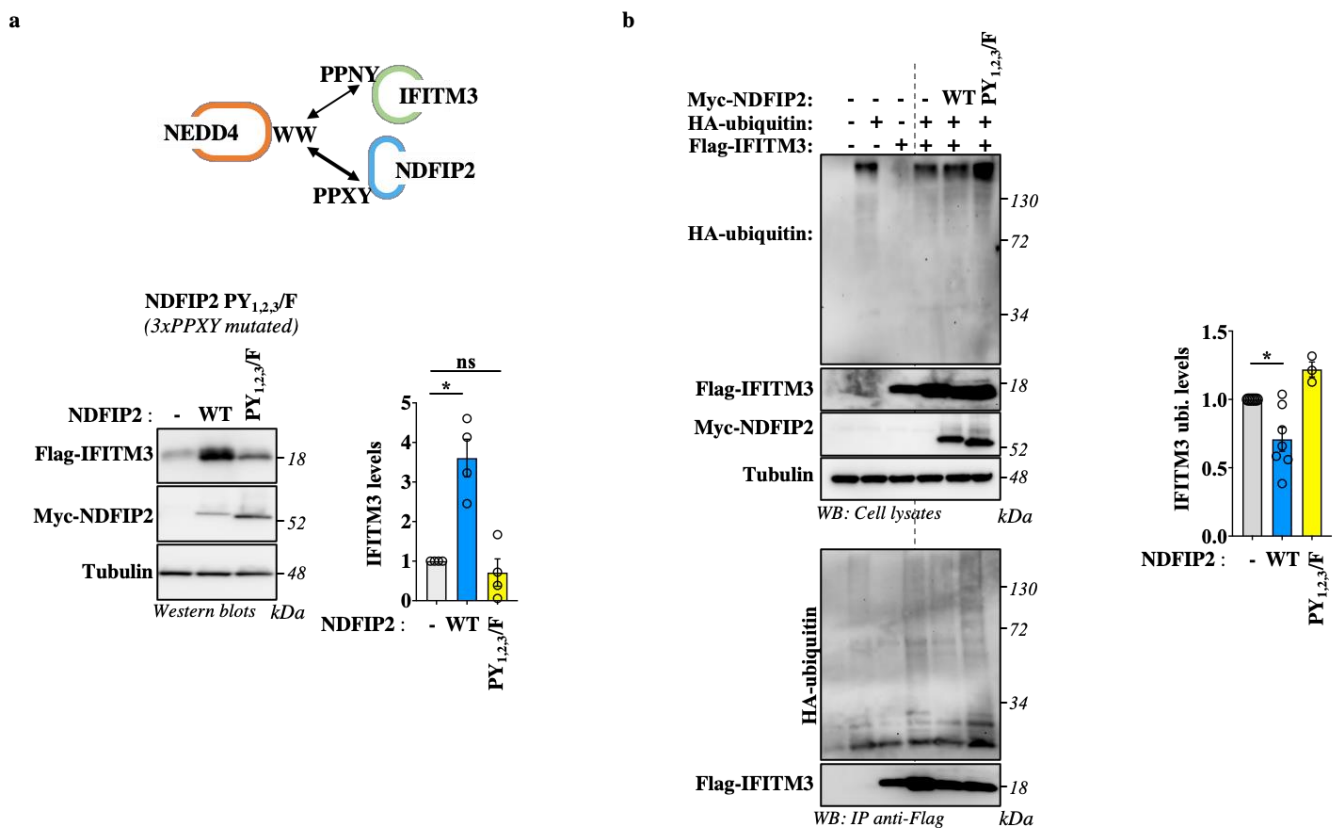 a
PPNY
IFITM3
NEDD4
WW
NDFIP2
PPXY
NDFIP2 PY1,2,3/F
(3xPPXY mutated)
NDFIP2 : - WT PY1,2,3/F
Flag-IFITM3
18
Myc-NDFIP2
52
Tubulin
48
Western blots kDa
ns
*
IFITM3 levels
5
4
3
2
1
0
NDFIP2 : - WT PY1,2,3/F
b
Myc-NDFIP2: - - - - WT PY1,2,3/F
HA-ubiquitin: - + - + + +
Flag-IFITM3: - - + + + +
HA-ubiquitin:
130
72
34
Flag-IFITM3
18
Myc-NDFIP2
52
Tubulin
48
WB: Cell lysates kDa
HA-ubiquitin
130
72
34
Flag-IFITM3
18
WB: IP anti-Flag kDa
*
IFITM3 ubi. levels
1.5
1.0
0.5
0.0
NDFIP2 : - WT PY1,2,3/F